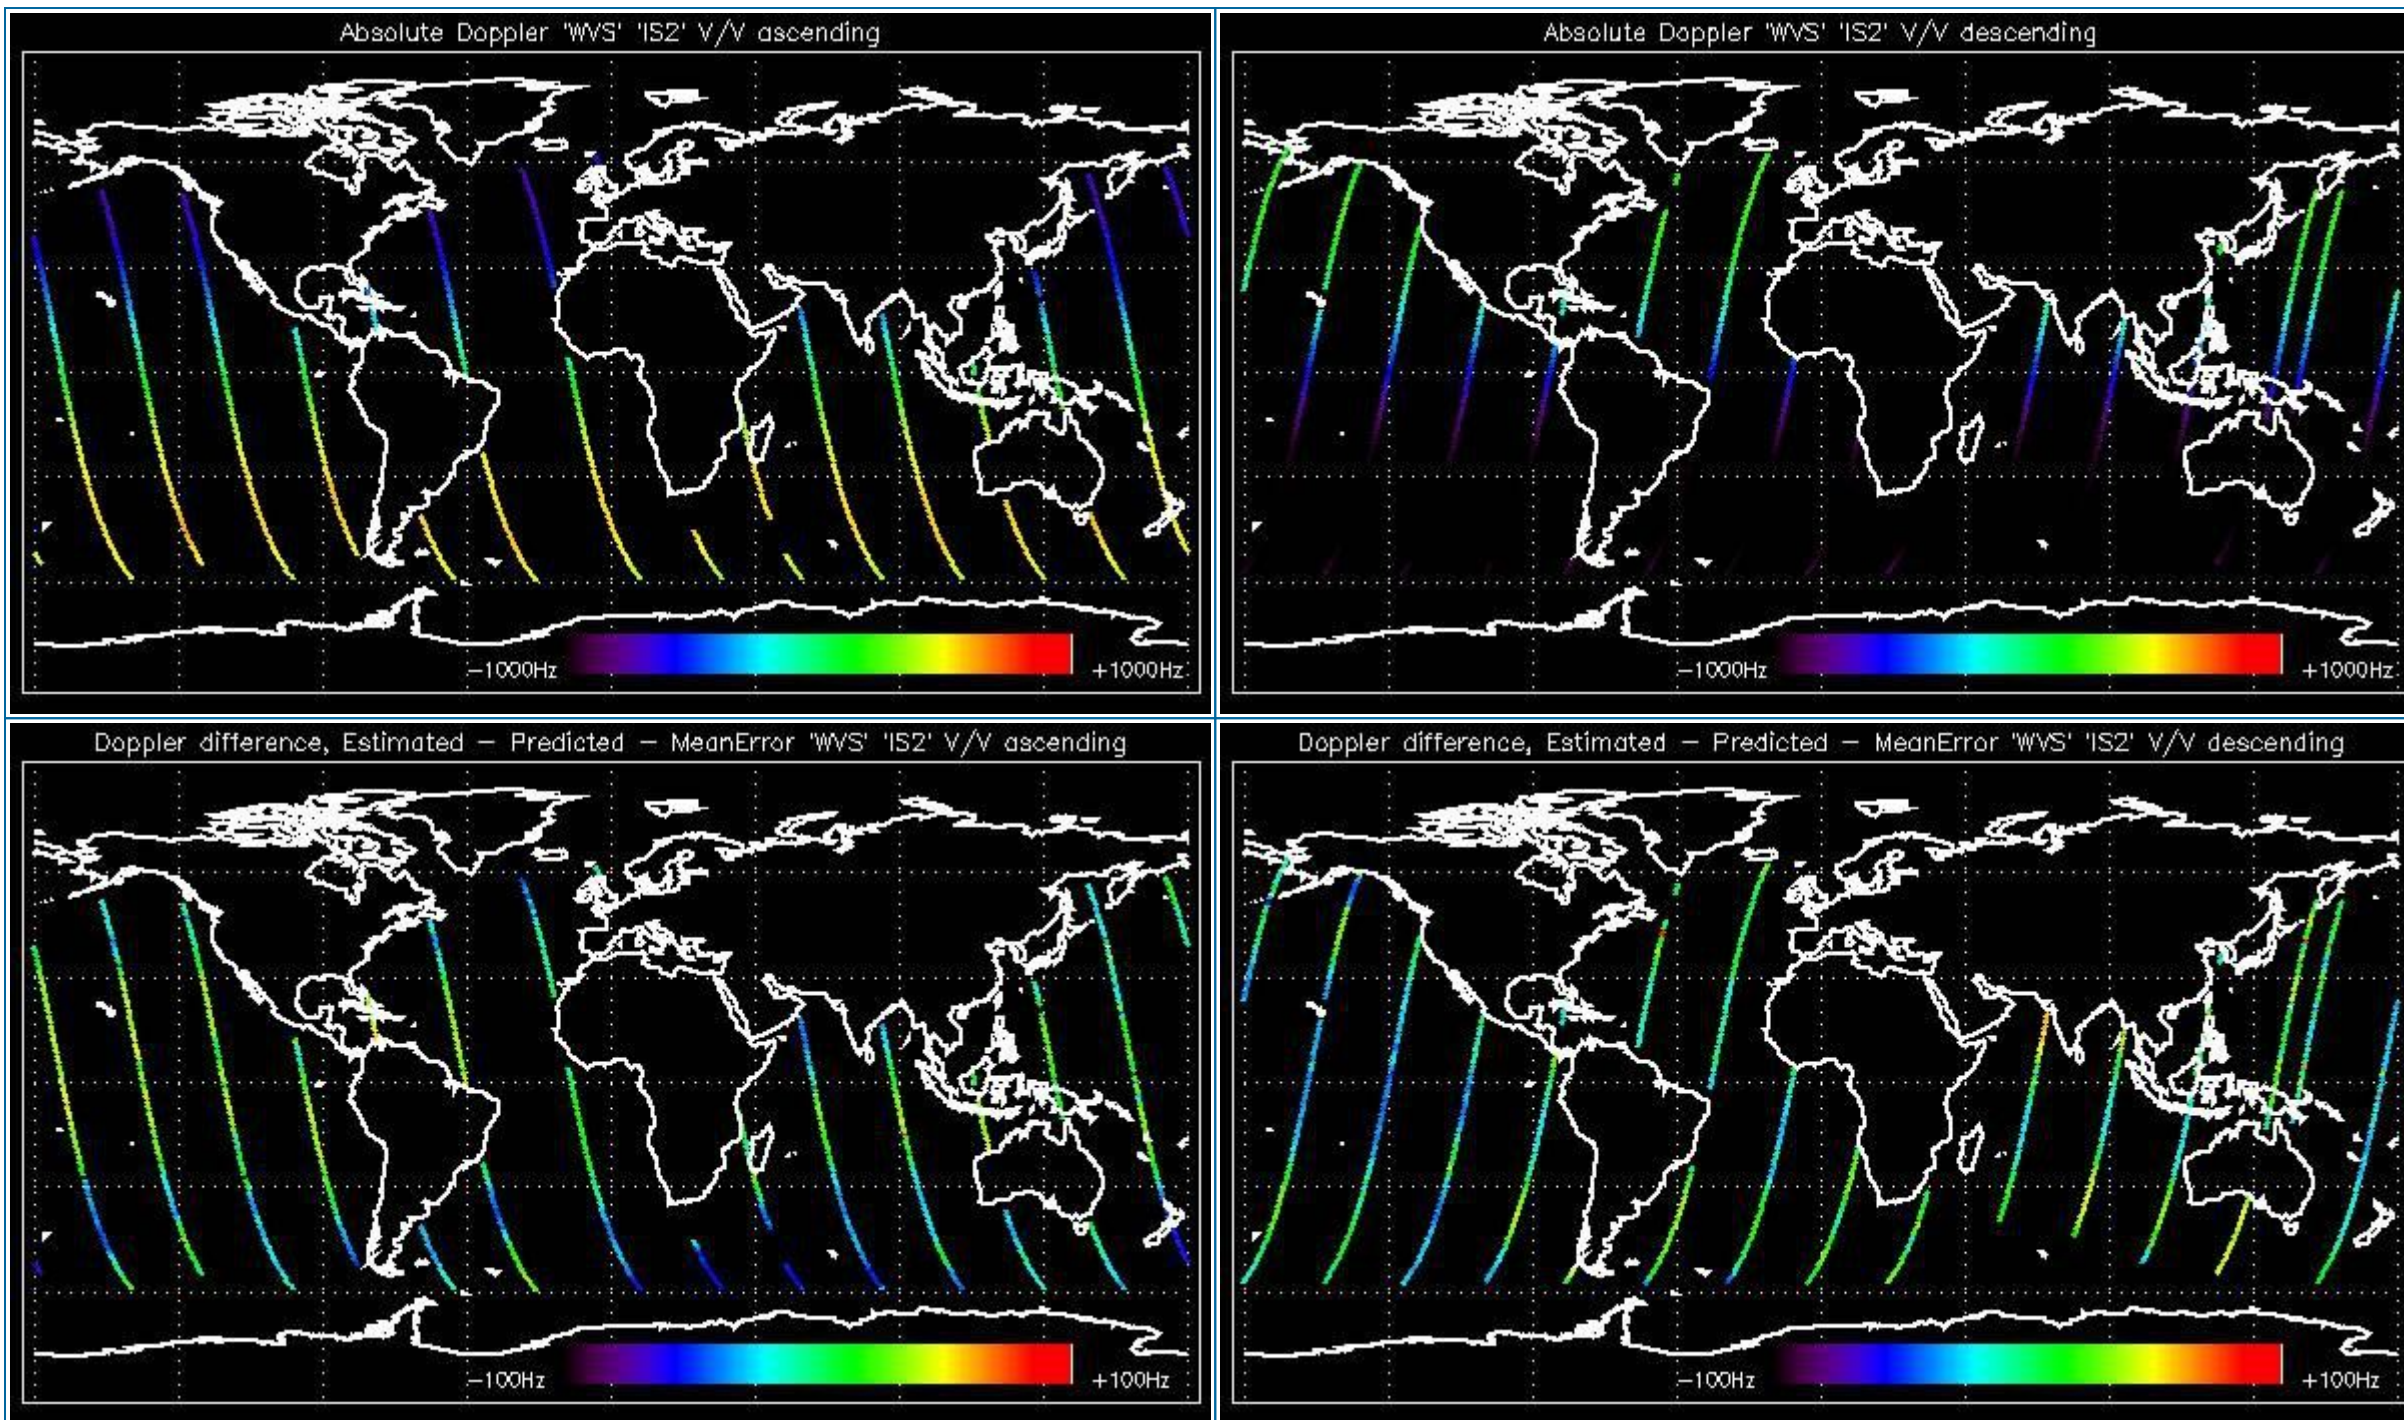 Absolute Doppler 'WVS' 'IS2' V/V ascending
-1000Hz
+1000Hz
Absolute Doppler 'WVS' 'IS2' V/V descending
-1000Hz
+1000Hz
Doppler difference, Estimated - Predicted - MeanError 'WVS' 'IS2' V/V ascending
-100Hz
+100Hz
Doppler difference, Estimated - Predicted - MeanError 'WVS' 'IS2' V/V descending
-100Hz
+100Hz